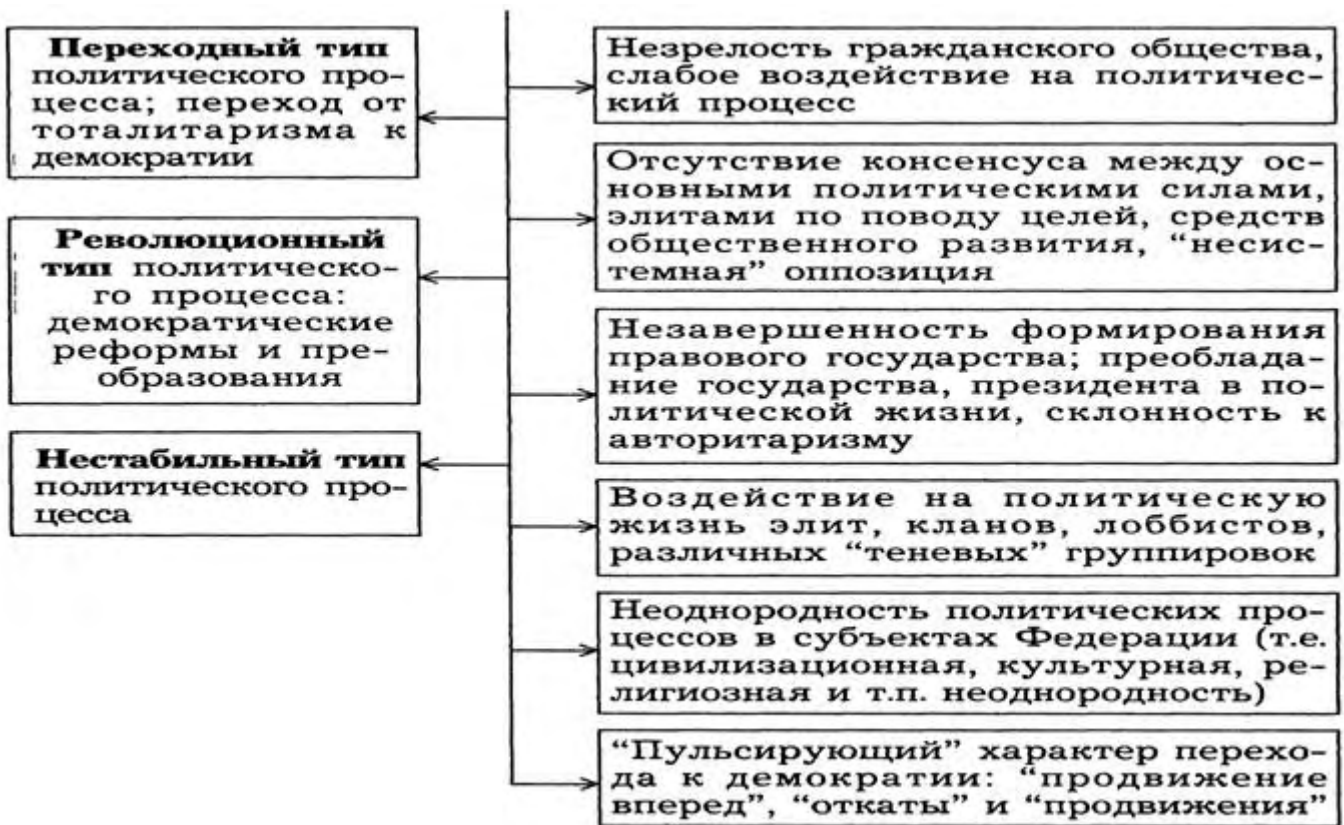 Переходный тип
политического про-
цесса; переход от
тоталитаризма к
демократии
Революционный
тип политическо-
го процесса:
демократические
реформы и пре-
образования
Нестабильный тип
политического про-
цесса
Незрелость гражданского общества,
слабое воздействие на политичес-
кий процесс
Отсутствие консенсуса между ос-
новными политическими силами,
элитами по поводу целей, средств
общественного развития, “несис-
темная” оппозиция
Незавершенность формирования
правового государства; преоблада-
ние государства, президента в по-
литической жизни, склонность к
авторитаризму
Воздействие на политическую
жизнь элит, кланов, лоббистов,
различных “теневых” группировок
Неоднородность политических про-
цессов в субъектах Федерации (т.е.
цивилизационная, культурная, ре-
лигиозная и т.п. неоднородность)
“Пульсирующий” характер перехо-
да к демократии: “продвижение
вперед”, “откаты” и “продвижения”